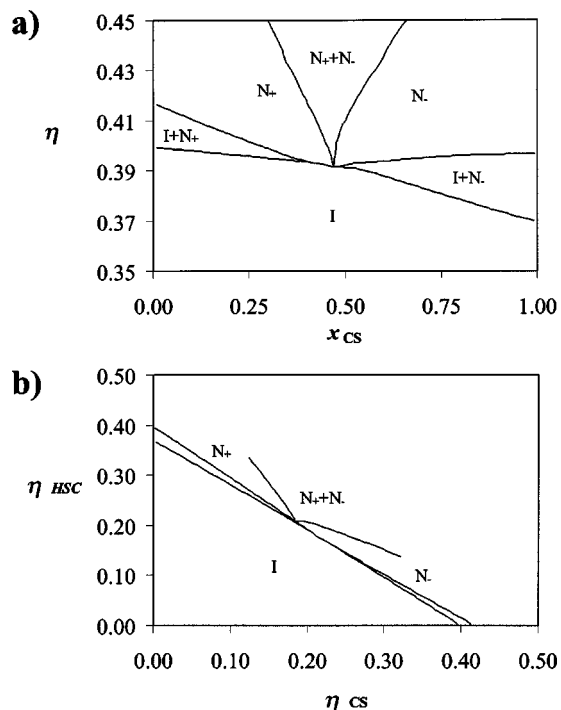 a)
0.45
N₊+N₋
0.43
N₊
N₋
η
0.41
I+N₊
0.39
I+N₋
0.37
I
0.35
0.00 0.25 0.50 0.75 1.00
x CS
b)
0.50
0.40
N₊
η HSC
0.30
N₊+N₋
0.20
I
N₋
0.10
0.00
0.00 0.10 0.20 0.30 0.40 0.50
η CS